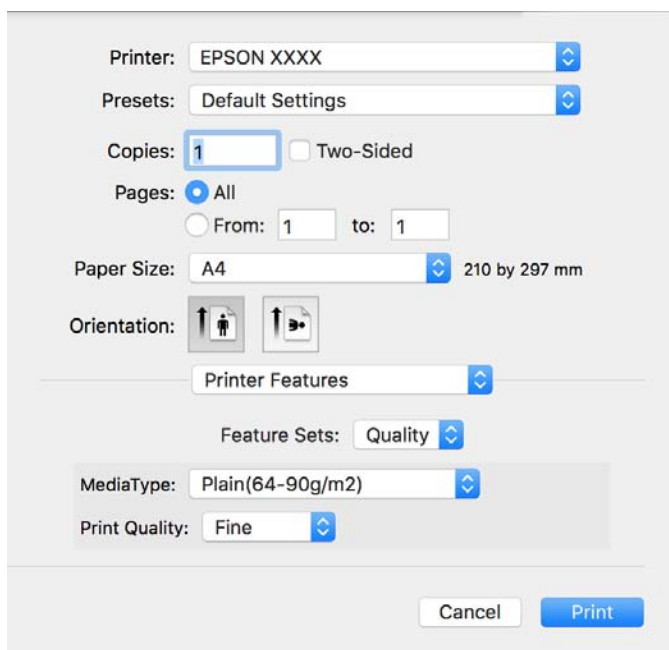 Printer: EPSON XXXX
Presets: Default Settings
Copies: 1 Two-Sided
Pages: All
From: 1 to: 1
Paper Size: A4 210 by 297 mm
Orientation:
Printer Features
Feature Sets: Quality
MediaType: Plain(64-90g/m2)
Print Quality: Fine
Cancel Print